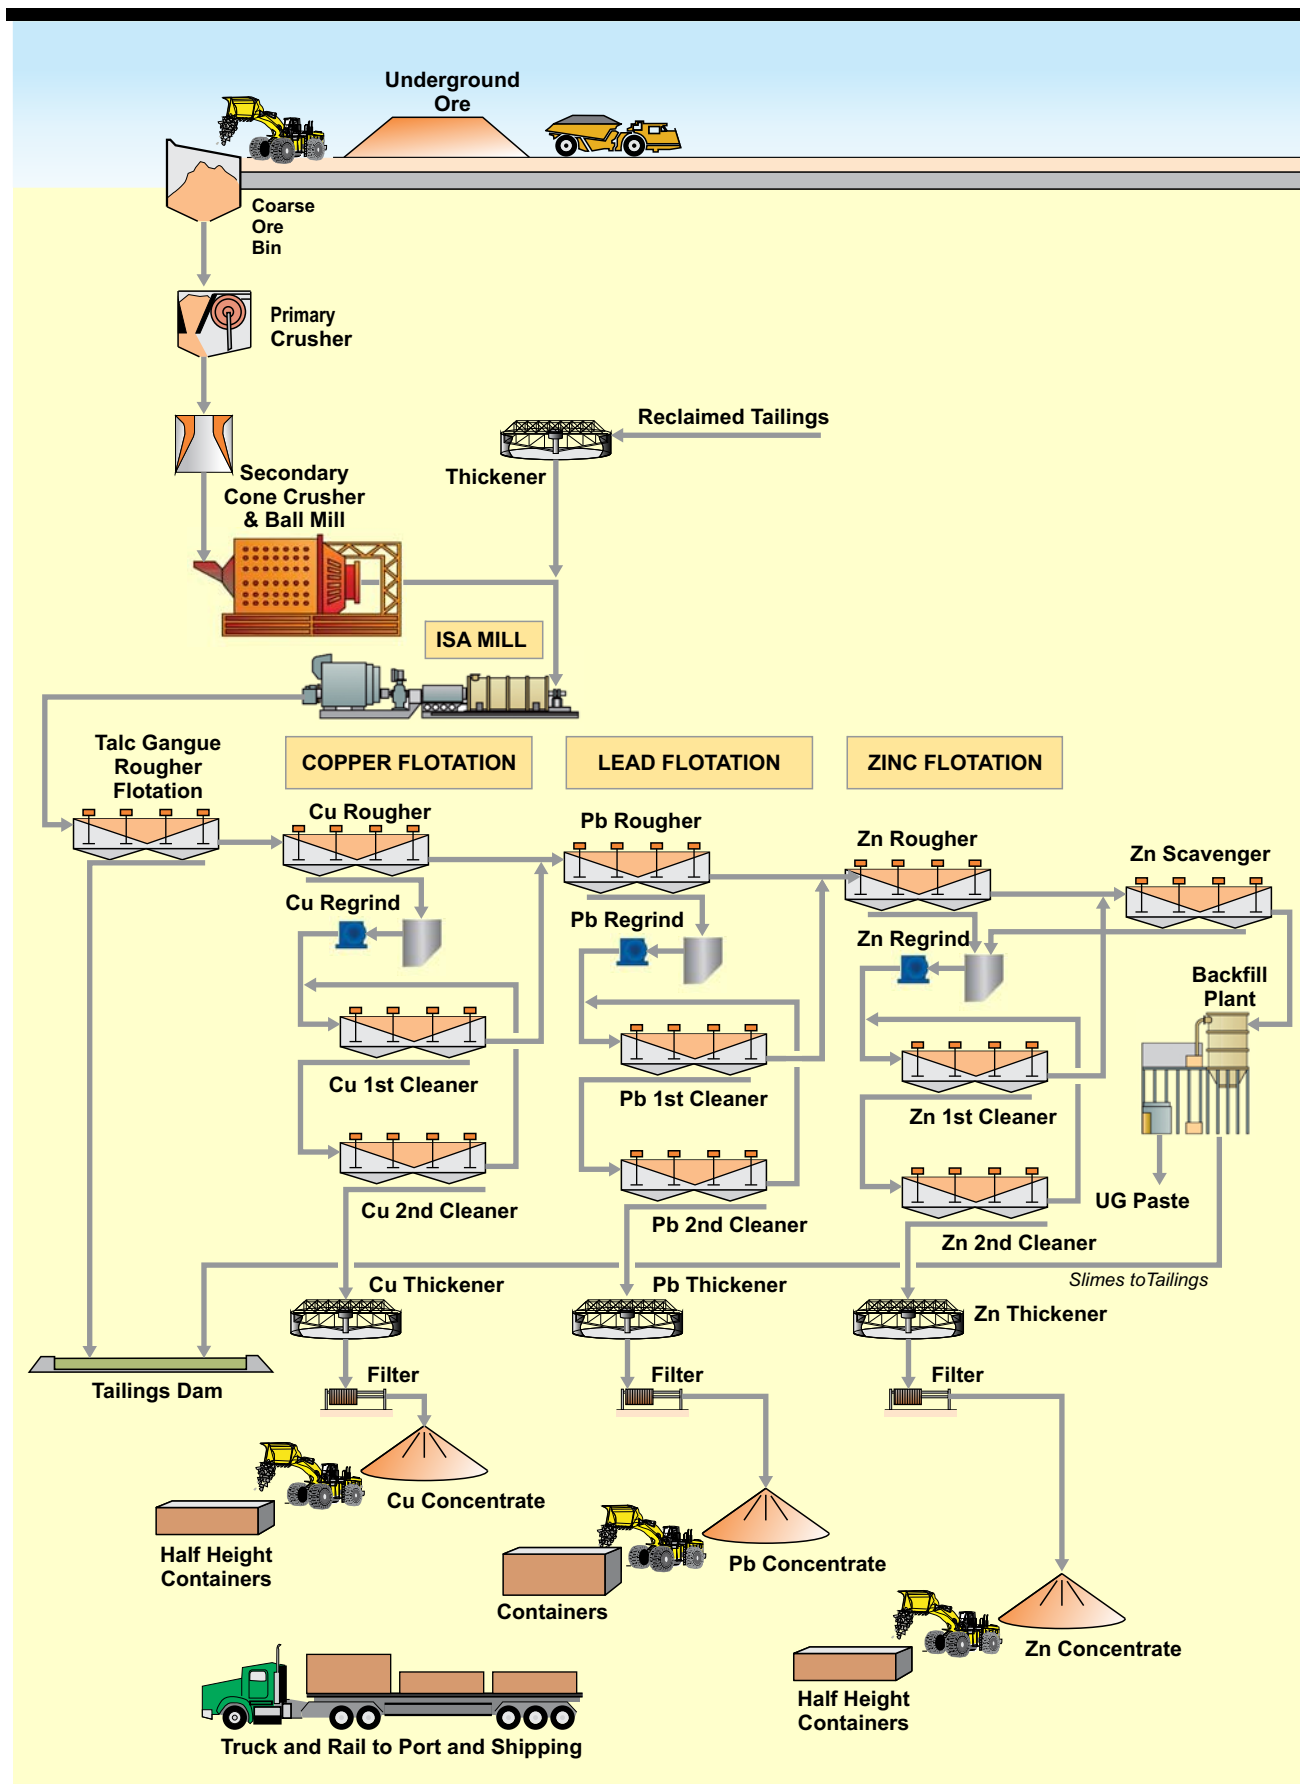 Underground
Ore
Coarse
Ore
Bin
Primary
Crusher
Reclaimed Tailings
Thickener
Secondary
Cone Crusher
& Ball Mill
ISA MILL
Talc Gangue
Rougher
Flotation
COPPER FLOTATION
LEAD FLOTATION
ZINC FLOTATION
Cu Rougher
Pb Rougher
Zn Rougher
Zn Scavenger
Cu Regrind
Pb Regrind
Zn Regrind
Backfill
Plant
Cu 1st Cleaner
Pb 1st Cleaner
Zn 1st Cleaner
UG Paste
Cu 2nd Cleaner
Pb 2nd Cleaner
Zn 2nd Cleaner
Slimes toTailings
Cu Thickener
Pb Thickener
Zn Thickener
Filter
Filter
Filter
Tailings Dam
Cu Concentrate
Half Height
Containers
Pb Concentrate
Containers
Zn Concentrate
Half Height
Containers
Truck and Rail to Port and Shipping